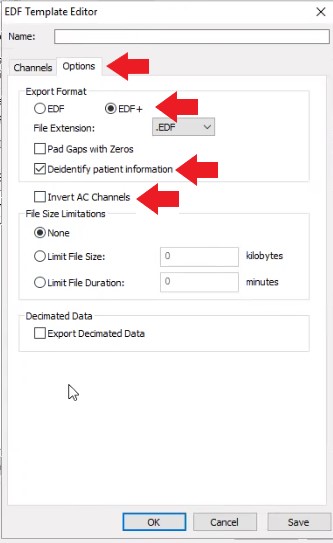 EDF Template Editor
Name:
Channels Options
Export Format
EDF EDF+
File Extension: .EDF
Pad Gaps with Zeros
Deidentify patient information
Invert AC Channels
File Size Limitations
None
Limit File Size: 0 kilobytes
Limit File Duration: 0 minutes
Decimated Data
Export Decimated Data
OK Cancel Save